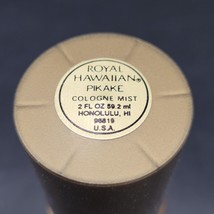 ROYAL
HAWAIIAN®
PIKAKE
COLOGNE MIST
2 FL OZ 59.2 ml
HONOLULU, HI
96819
U.S.A.